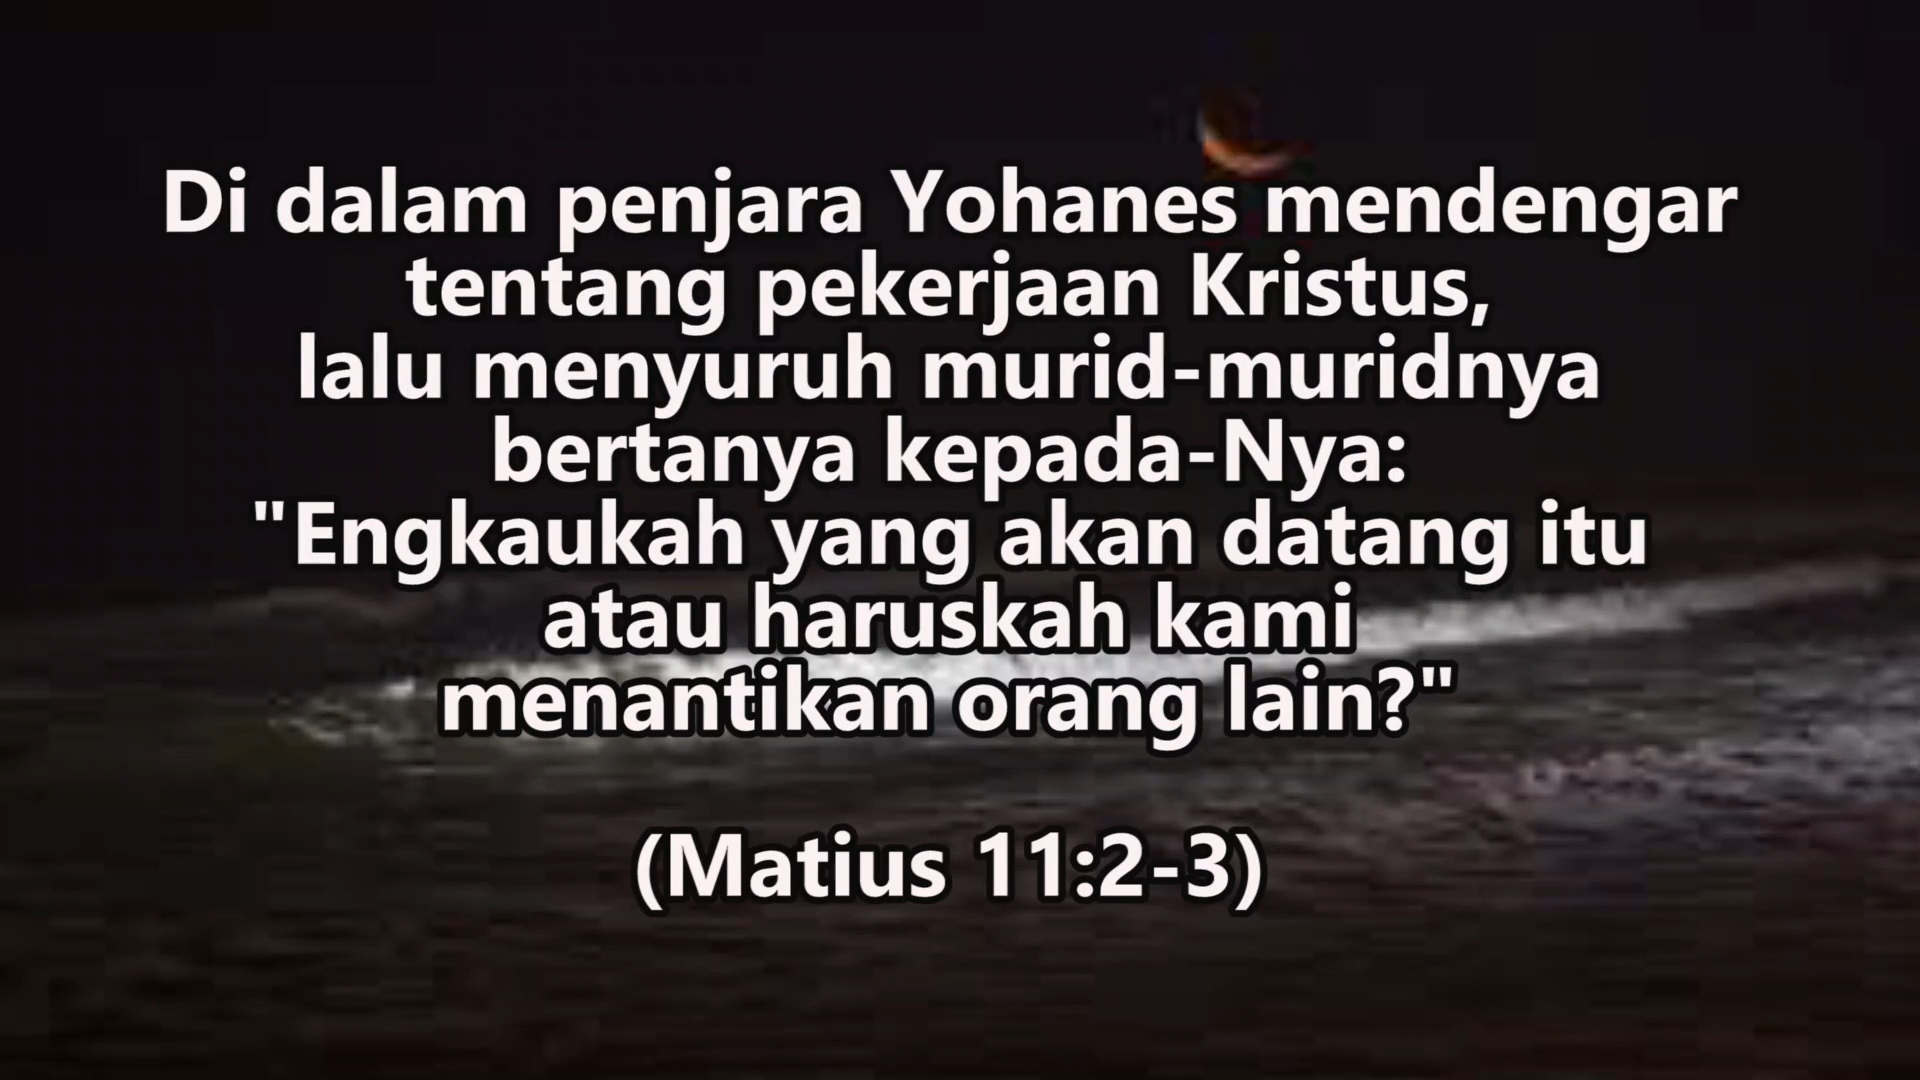 Di dalam penjara Yohanes mendengar
tentang pekerjaan Kristus,
lalu menyuruh murid-muridnya
bertanya kepada-Nya:
"Engkaukah yang akan datang itu
atau haruskah kami
menantikan orang lain?"
(Matius 11:2-3)